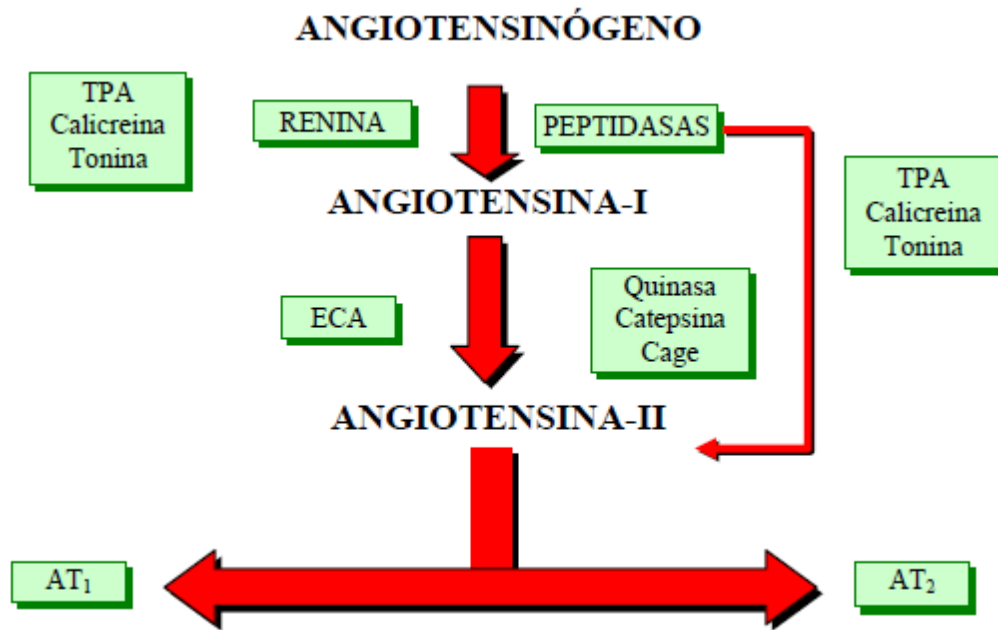 ANGIOTENSINÓGENO
TPA
Calicreina
Tonina
RENINA
PEPTIDASAS
ANGIOTENSINA-I
TPA
Calicreina
Tonina
ECA
Quinasa
Catepsina
Cage
ANGIOTENSINA-II
AT₁
AT₂